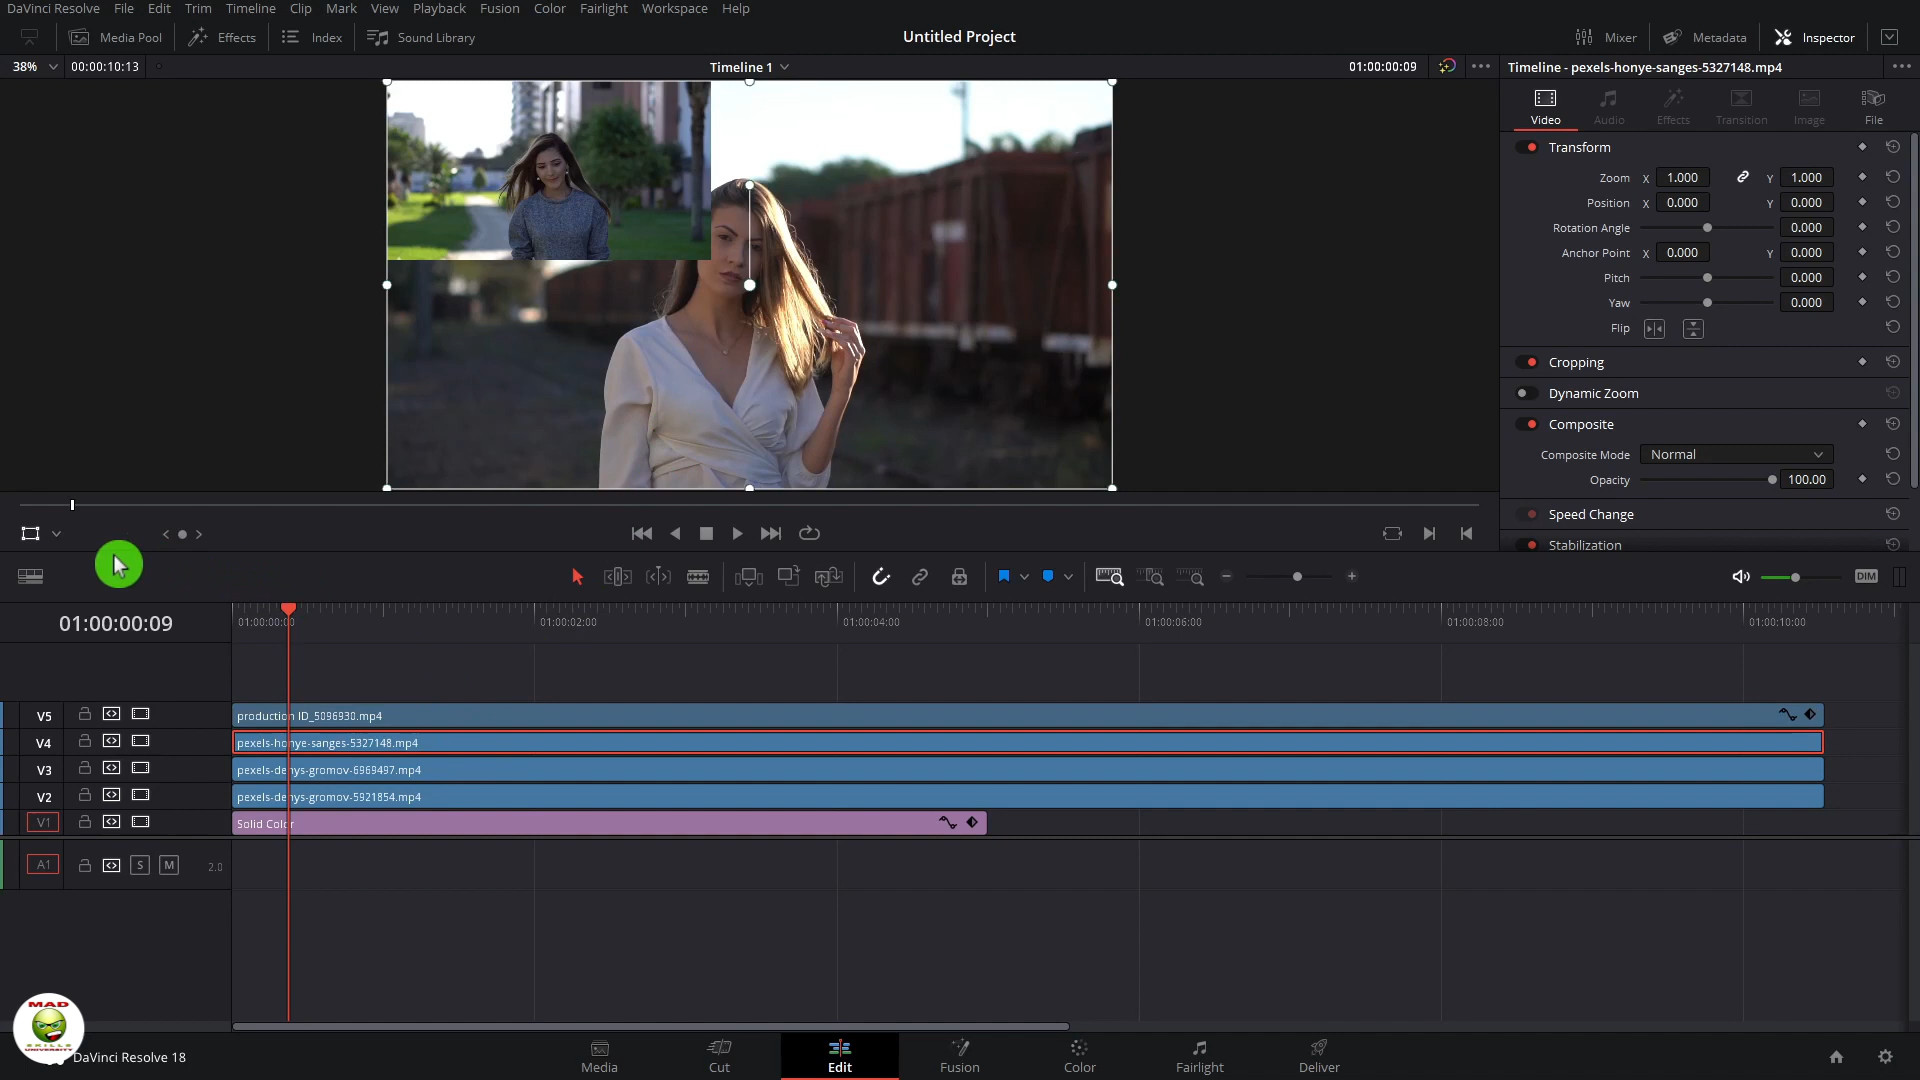 DaVinci Resolve File Edit Trim Timeline Clip Mark View Playback Fusion Color Fairlight Workspace Help
Media Pool Effects Index Sound Library Untitled Project Mixer Metadata Inspector
38% 00:00:10:13 Timeline 1 01:00:00:09 Timeline - pexels-honye-sanges-5327148.mp4
Video Audio Effects Transition Image File
Transform
Zoom X 1.000 Y 1.000
Position X 0.000 Y 0.000
Rotation Angle 0.000
Anchor Point X 0.000 Y 0.000
Pitch 0.000
Yaw 0.000
Flip
Cropping
Dynamic Zoom
Composite
Composite Mode Normal
Opacity 100.00
Speed Change
Stabilization
DIM
01:00:00:09
01:00:00:00 01:00:02:00 01:00:04:00 01:00:06:00 01:00:08:00 01:00:10:00
V5 production ID_5096930.mp4
V4 pexels-honye-sanges-5327148.mp4
V3 pexels-denys-gromov-6969497.mp4
V2 pexels-denys-gromov-5921854.mp4
V1 Solid Color
A1 S M 2.0
MAD
SKILLS
UNIVERSITY
DaVinci Resolve 18
Media Cut Edit Fusion Color Fairlight Deliver